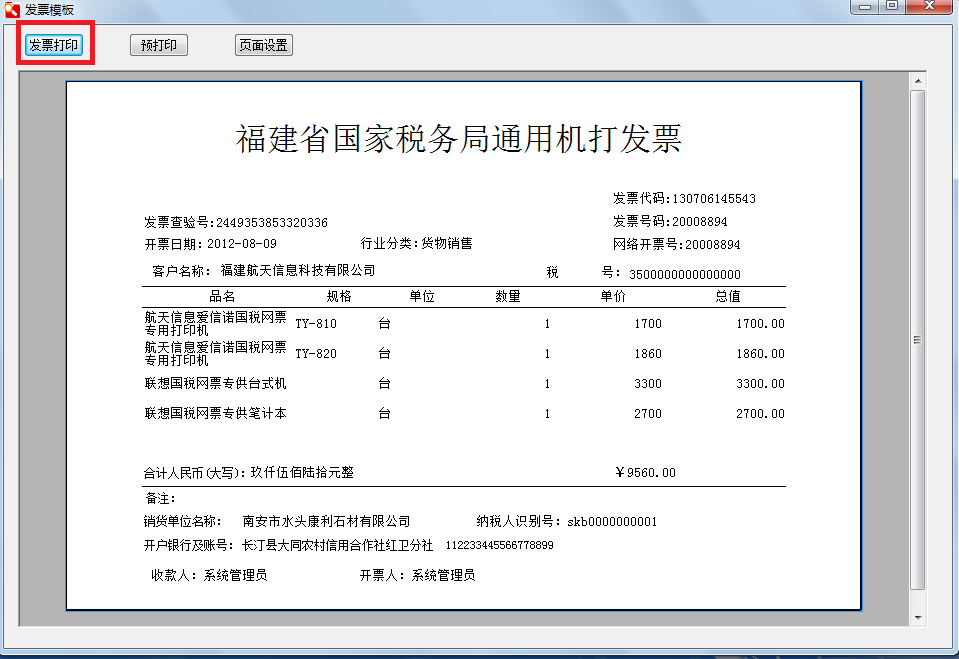 发票模板
发票打印 预打印 页面设置
福建省国家税务局通用机打发票
发票代码:130706145543
发票查验号:2449353853320336 发票号码:20008894
开票日期:2012-08-09 行业分类:货物销售 网络开票号:20008894
客户名称: 福建航天信息科技有限公司 税 号: 3500000000000000
品名 规格 单位 数量 单价 总值
航天信息爱信诺国税网票
专用打印机 TY-810 台 1 1700 1700.00
航天信息爱信诺国税网票
专用打印机 TY-820 台 1 1860 1860.00
联想国税网票专供台式机 台 1 3300 3300.00
联想国税网票专供笔计本 台 1 2700 2700.00
合计人民币(大写):玖仟伍佰陆拾元整 ¥9560.00
备注:
销货单位名称: 南安市水头康利石材有限公司 纳税人识别号: skb0000000001
开户银行及账号: 长汀县大同农村信用合作社红卫分社 112233445566778899
收款人: 系统管理员 开票人: 系统管理员